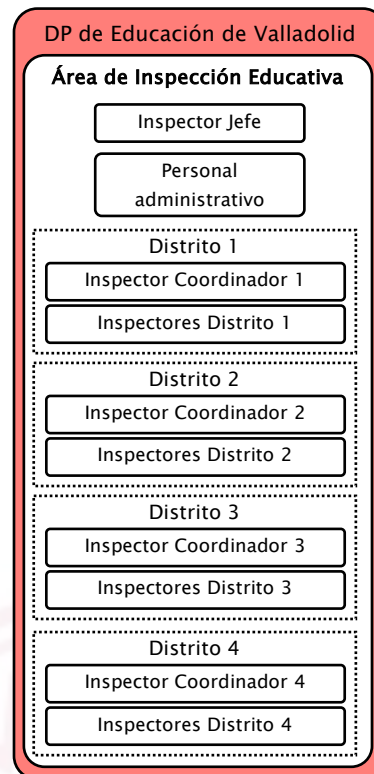 DP de Educación de Valladolid
Área de Inspección Educativa
Inspector Jefe
Personal
administrativo
Distrito 1
Inspector Coordinador 1
Inspectores Distrito 1
Distrito 2
Inspector Coordinador 2
Inspectores Distrito 2
Distrito 3
Inspector Coordinador 3
Inspectores Distrito 3
Distrito 4
Inspector Coordinador 4
Inspectores Distrito 4